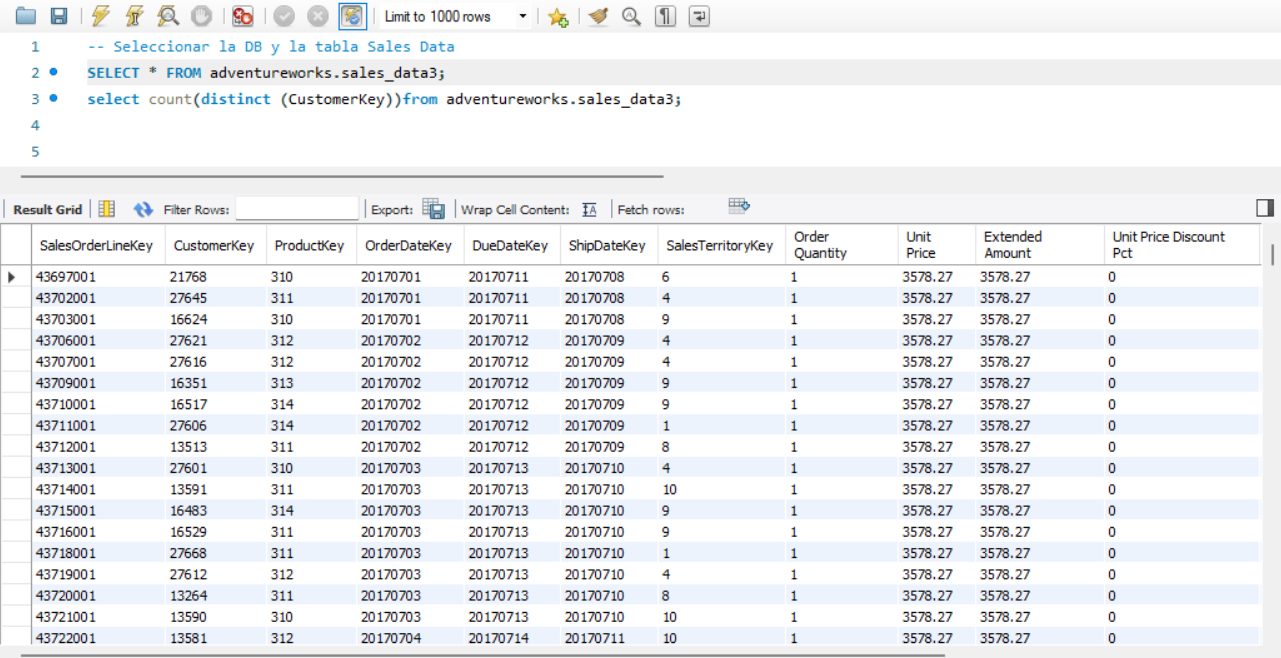 Limit to 1000 rows
1 -- Seleccionar la DB y la tabla Sales Data
2 SELECT * FROM adventureworks.sales_data3;
3 select count(distinct (CustomerKey))from adventureworks.sales_data3;
4
5
Result Grid Filter Rows: Export: Wrap Cell Content: Fetch rows:
SalesOrderLineKey CustomerKey ProductKey OrderDateKey DueDateKey ShipDateKey SalesTerritoryKey Order Quantity Unit Price Extended Amount Unit Price Discount Pct
43697001 21768 310 20170701 20170711 20170708 6 1 3578.27 3578.27 0
43702001 27645 311 20170701 20170711 20170708 4 1 3578.27 3578.27 0
43703001 16624 310 20170701 20170711 20170708 9 1 3578.27 3578.27 0
43706001 27621 312 20170702 20170712 20170709 4 1 3578.27 3578.27 0
43707001 27616 312 20170702 20170712 20170709 4 1 3578.27 3578.27 0
43709001 16351 313 20170702 20170712 20170709 9 1 3578.27 3578.27 0
43710001 16517 314 20170702 20170712 20170709 9 1 3578.27 3578.27 0
43711001 27606 314 20170702 20170712 20170709 1 1 3578.27 3578.27 0
43712001 13513 311 20170702 20170712 20170709 8 1 3578.27 3578.27 0
43713001 27601 310 20170703 20170713 20170710 4 1 3578.27 3578.27 0
43714001 13591 311 20170703 20170713 20170710 10 1 3578.27 3578.27 0
43715001 16483 314 20170703 20170713 20170710 9 1 3578.27 3578.27 0
43716001 16529 311 20170703 20170713 20170710 9 1 3578.27 3578.27 0
43718001 27668 311 20170703 20170713 20170710 1 1 3578.27 3578.27 0
43719001 27612 312 20170703 20170713 20170710 4 1 3578.27 3578.27 0
43720001 13264 311 20170703 20170713 20170710 8 1 3578.27 3578.27 0
43721001 13590 310 20170703 20170713 20170710 10 1 3578.27 3578.27 0
43722001 13581 312 20170704 20170714 20170711 10 1 3578.27 3578.27 0